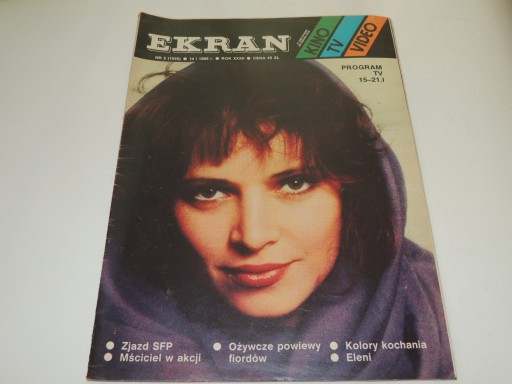 EKRAN
KINO
TV
VIDEO
PROGRAM
TV
15-21.I
Zjazd SFP
Mściciel w akcji
Ożywcze powiewy
fiordów
Kolory kochania
Eleni